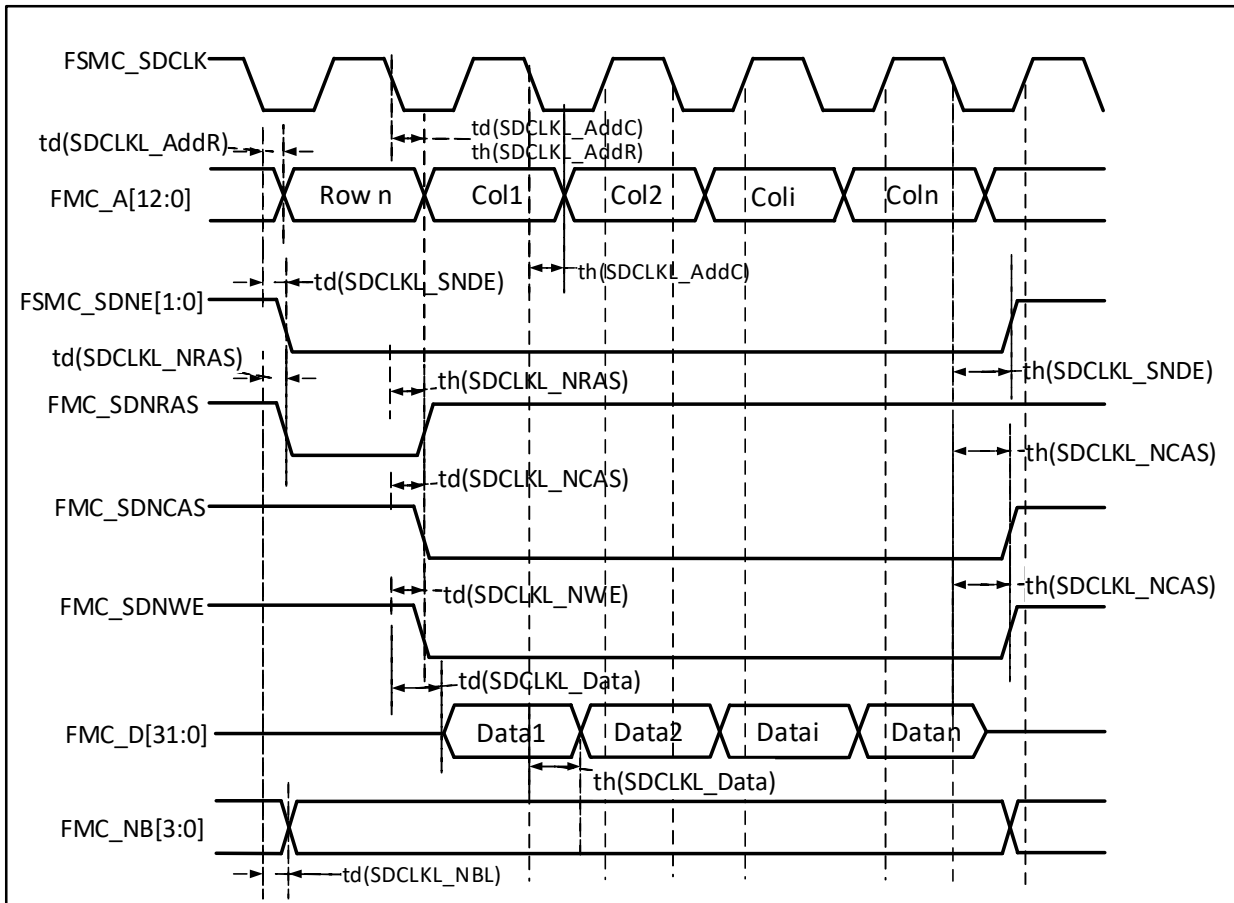 FSMC_SDCLK
td(SDCLKL_AddR)
td(SDCLKL_AddC)
th(SDCLKL_AddR)
FMC_A[12:0]
Row n
Col1
Col2
Coli
Coln
td(SDCLKL_SNDE)
th(SDCLKL_AddC)
FSMC_SDNE[1:0]
td(SDCLKL_NRAS)
th(SDCLKL_NRAS)
th(SDCLKL_SNDE)
FMC_SDNRAS
th(SDCLKL_NCAS)
td(SDCLKL_NCAS)
FMC_SDNCAS
th(SDCLKL_NCAS)
td(SDCLKL_NWE)
FMC_SDNWE
td(SDCLKL_Data)
FMC_D[31:0]
Data1
Data2
Datai
Datan
th(SDCLKL_Data)
FMC_NB[3:0]
td(SDCLKL_NBL)